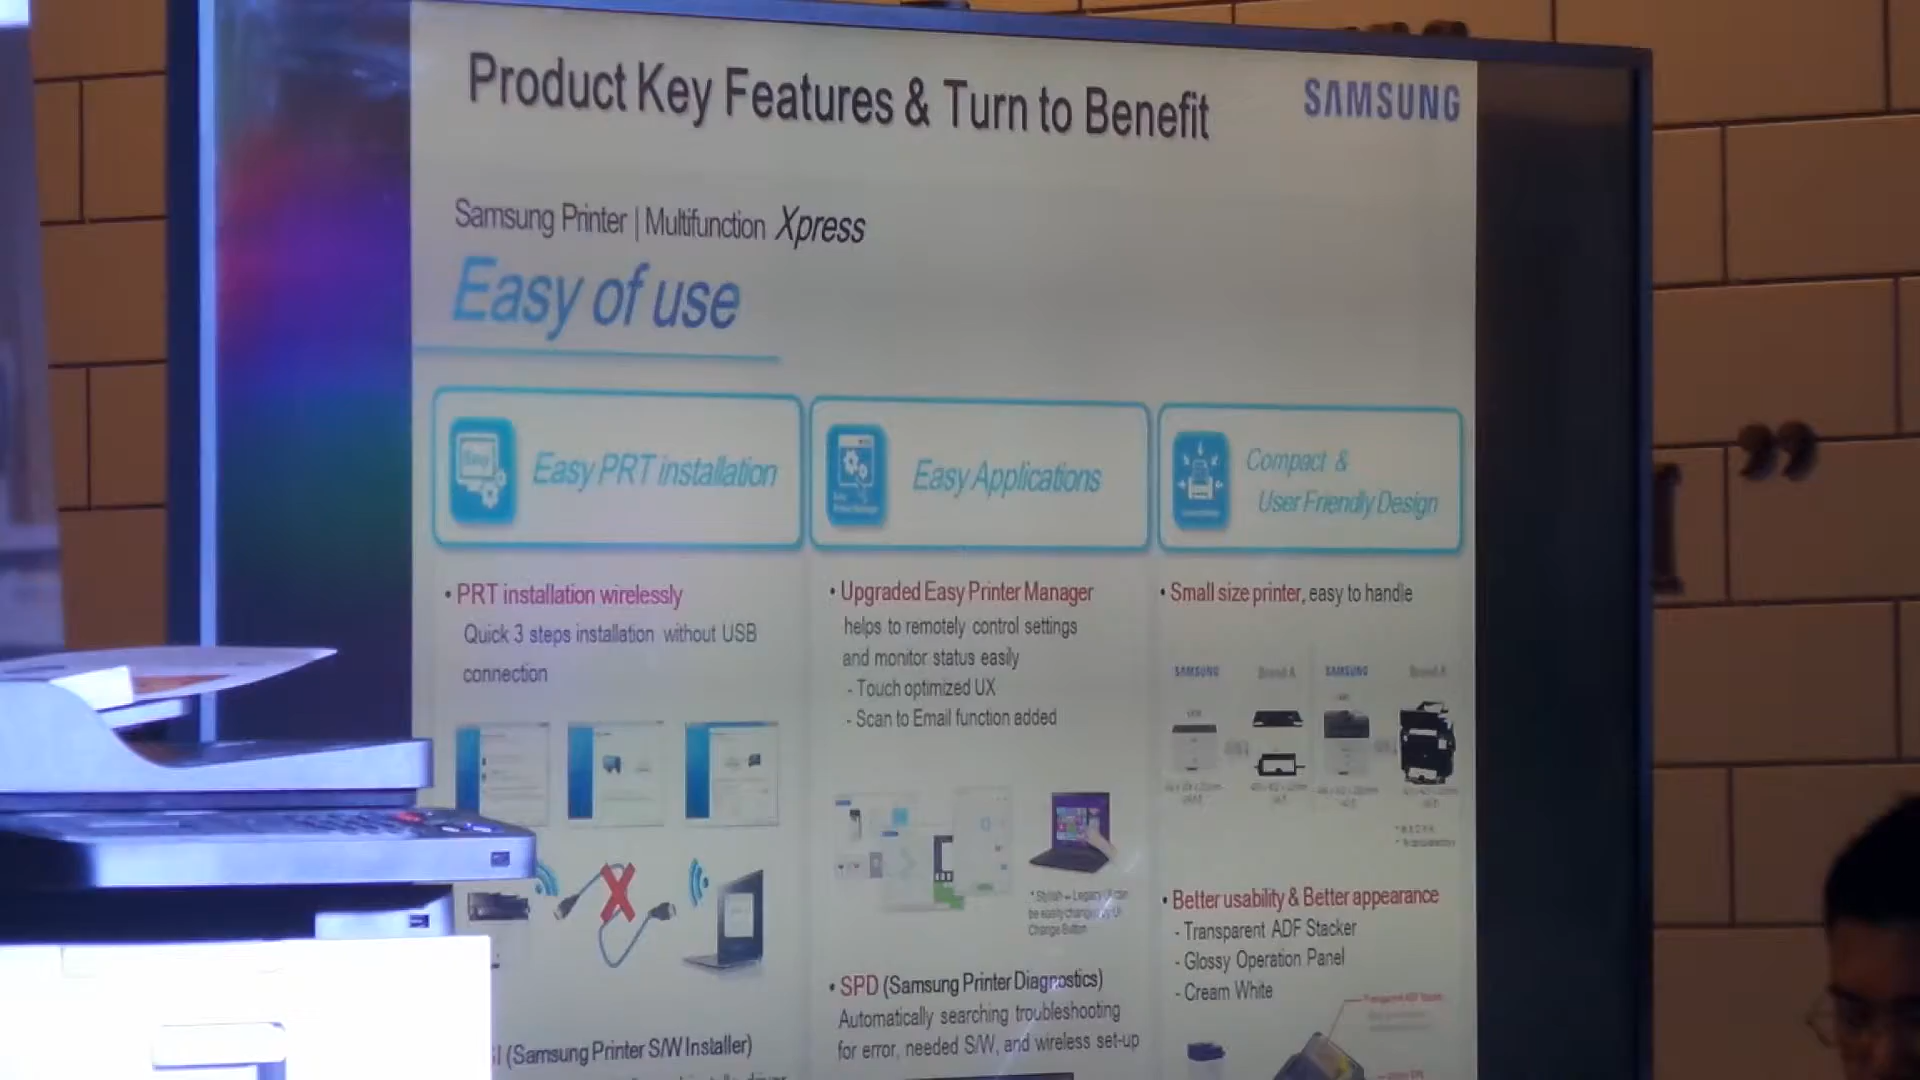 Product Key Features & Turn to Benefit
SAMSUNG
Samsung Printer | Multifunction Xpress
Easy of use
Easy PRT installation
• PRT installation wirelessly
Quick 3 steps installation without USB
connection
(Samsung Printer S/W Installer)
Easy Applications
• Upgraded Easy Printer Manager
helps to remotely control settings
and monitor status easily
- Touch optimized UX
- Scan to Email function added
Change Button
• SPD (Samsung Printer Diagnostics)
Automatically searching troubleshooting
for error, needed S/W, and wireless set-up
Compact &
User Friendly Design
• Small size printer, easy to handle
SAMSUNG Brand A SAMSUNG Brand A
• Better usability & Better appearance
- Transparent ADF Stacker
- Glossy Operation Panel
- Cream White